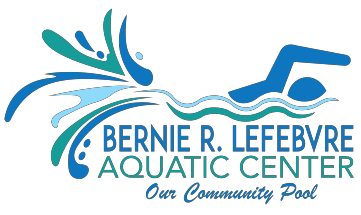 BERNIE R. LEFEBVRE
AQUATIC CENTER
Our Community Pool